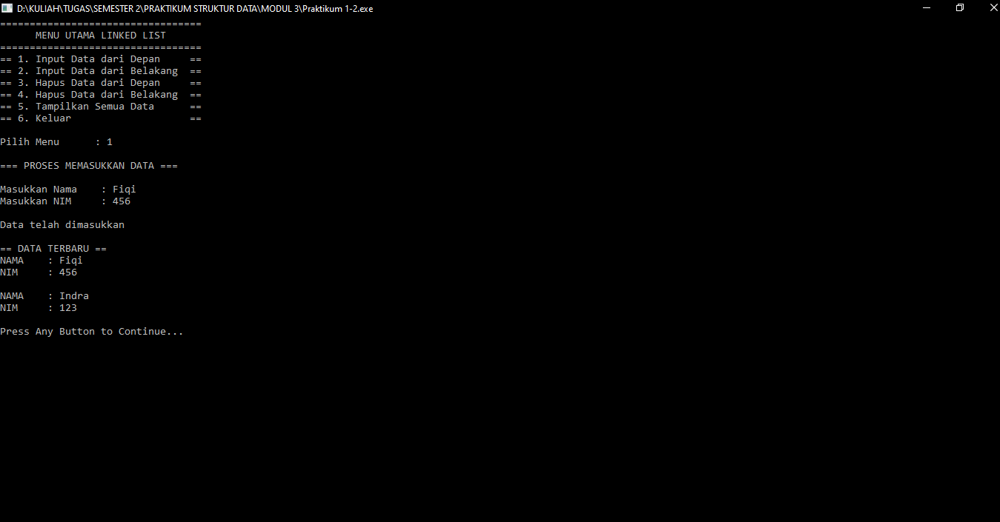 D:\KULIAH\TUGAS\SEMESTER 2\PRAKTIKUM STRUKTUR DATA\MODUL 3\Praktikum 1-2.exe
==================================
      MENU UTAMA LINKED LIST
==================================
== 1. Input Data dari Depan     ==
== 2. Input Data dari Belakang  ==
== 3. Hapus Data dari Depan     ==
== 4. Hapus Data dari Belakang  ==
== 5. Tampilkan Semua Data      ==
== 6. Keluar                    ==
Pilih Menu      : 1
=== PROSES MEMASUKKAN DATA ===
Masukkan Nama    : Fiqi
Masukkan NIM     : 456
Data telah dimasukkan
== DATA TERBARU ==
NAMA    : Fiqi
NIM     : 456
NAMA    : Indra
NIM     : 123
Press Any Button to Continue...